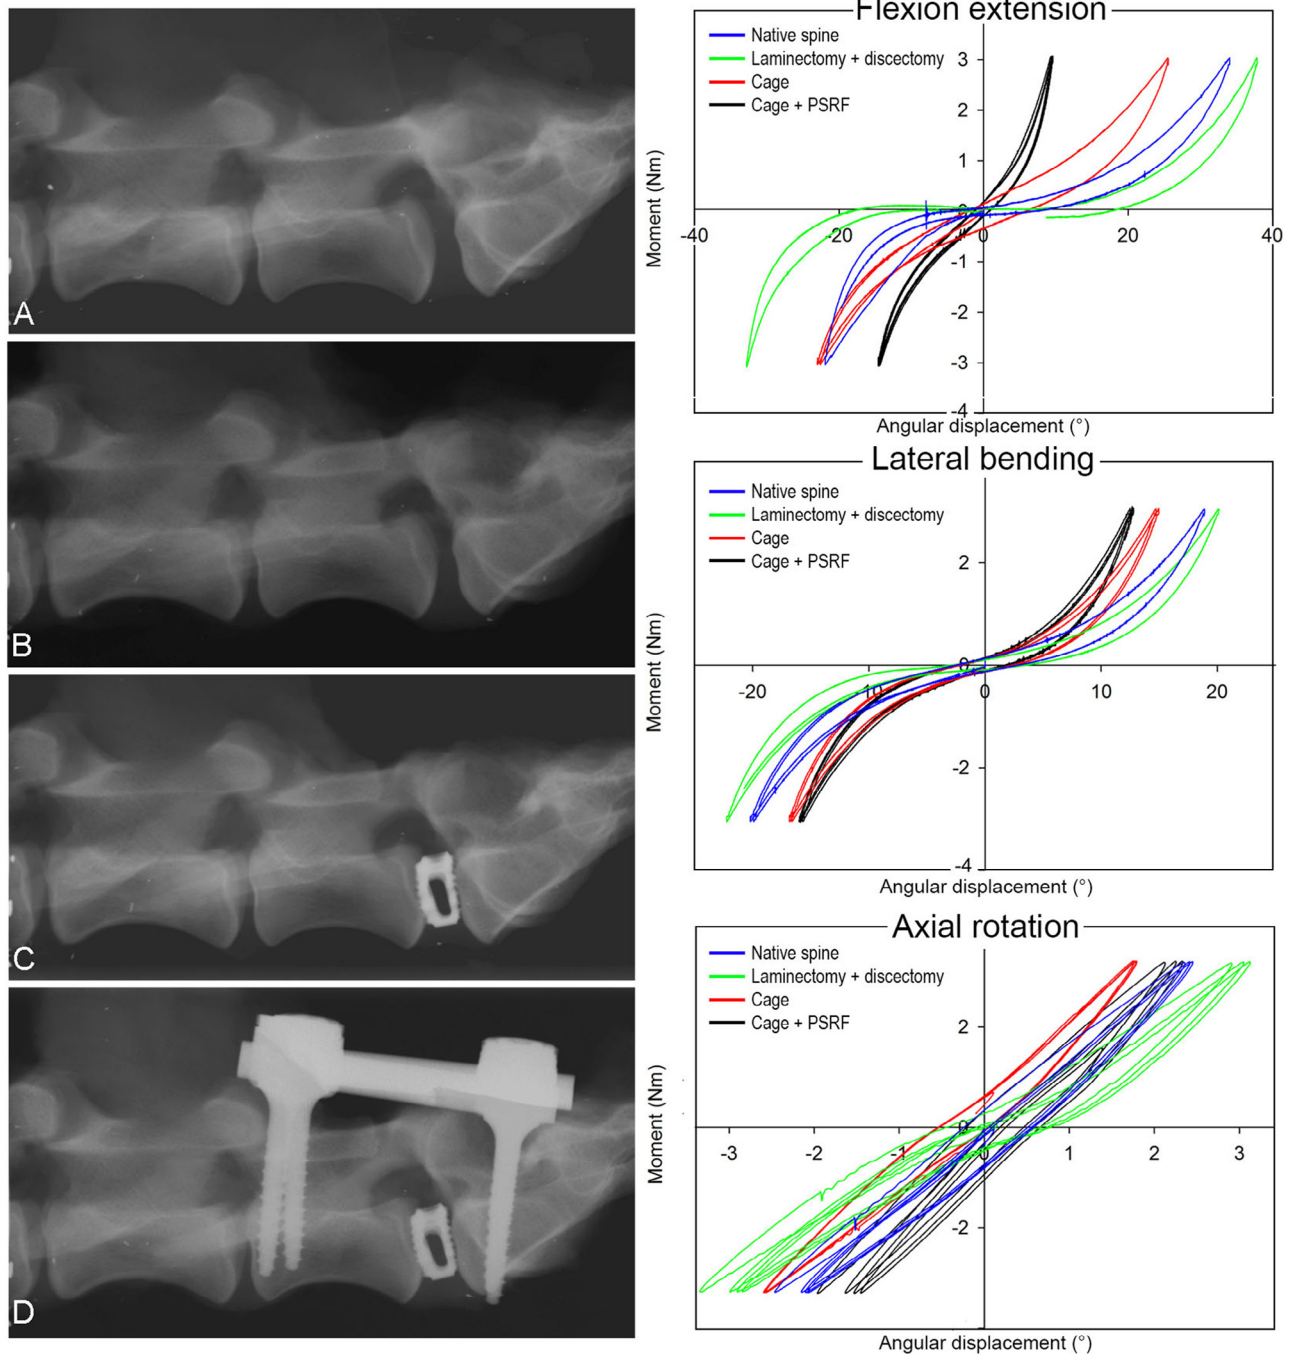 A
B
C
D
Flexion extension
Native spine
Laminectomy + discectomy
Cage
Cage + PSRF
Moment (Nm)
3
2
1
0
-40
-20
0
20
40
-1
-2
-3
-4
Angular displacement (°)
Lateral bending
Native spine
Laminectomy + discectomy
Cage
Cage + PSRF
Moment (Nm)
2
0
-20
-10
0
10
20
-2
-4
Angular displacement (°)
Axial rotation
Native spine
Laminectomy + discectomy
Cage
Cage + PSRF
Moment (Nm)
2
0
-3
-2
-1
0
1
2
3
-2
Angular displacement (°)